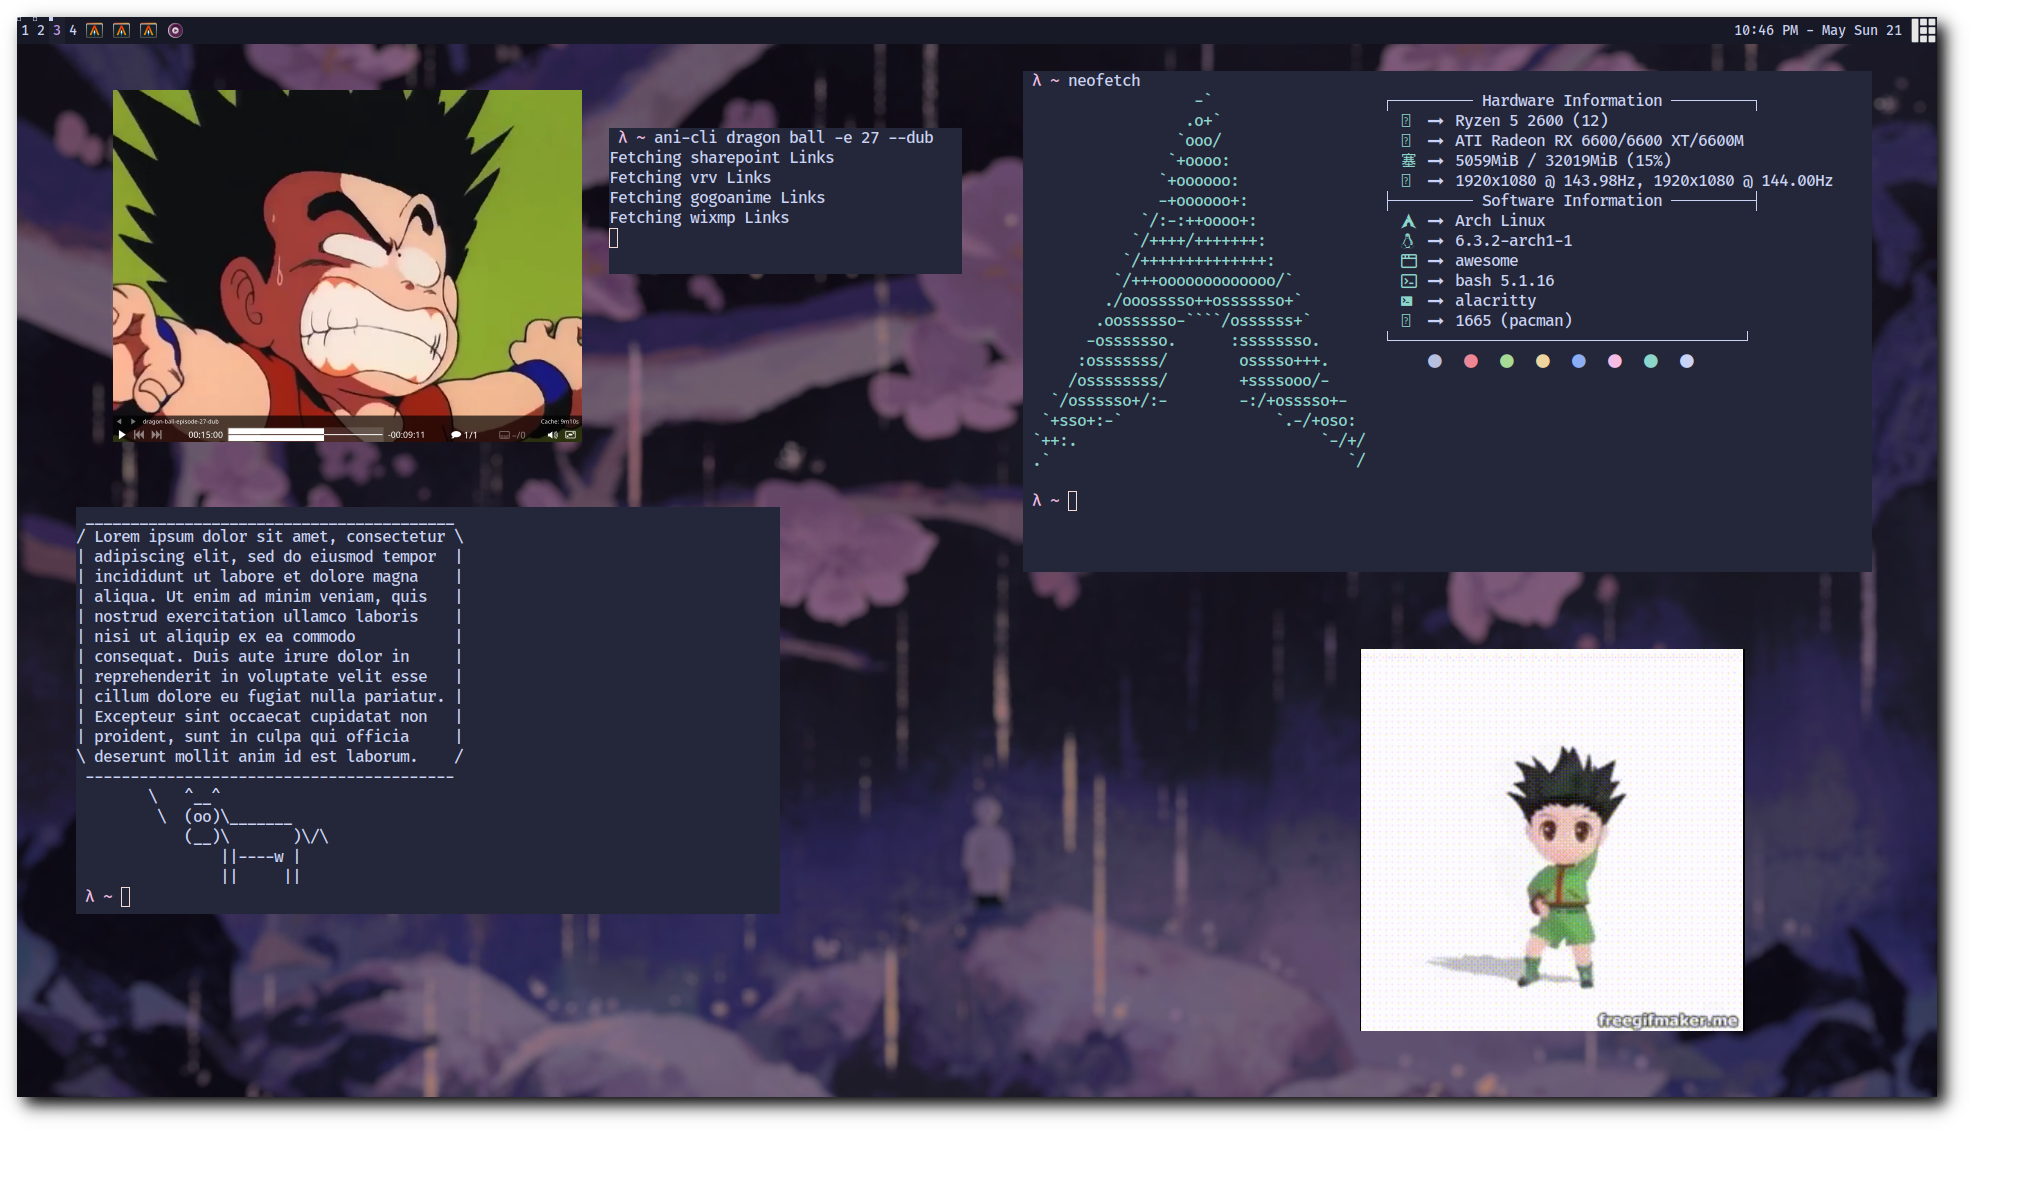 1 2 3 4
10:46 PM - May Sun 21
dragon-ball-episode-27-dub
Cache: 9m10s
00:15:00
-00:09:11
1/1
-/0
λ ~ ani-cli dragon ball -e 27 --dub
Fetching sharepoint Links
Fetching vrv Links
Fetching gogoanime Links
Fetching wixmp Links
λ ~ neofetch
Hardware Information
Ryzen 5 2600 (12)
ATI Radeon RX 6600/6600 XT/6600M
塞 → 5059MiB / 32019MiB (15%)
1920x1080 @ 143.98Hz, 1920x1080 @ 144.00Hz
Software Information
Arch Linux
6.3.2-arch1-1
awesome
bash 5.1.16
alacritty
1665 (pacman)
λ ~
Lorem ipsum dolor sit amet, consectetur
adipiscing elit, sed do eiusmod tempor
incididunt ut labore et dolore magna
aliqua. Ut enim ad minim veniam, quis
nostrud exercitation ullamco laboris
nisi ut aliquip ex ea commodo
consequat. Duis aute irure dolor in
reprehenderit in voluptate velit esse
cillum dolore eu fugiat nulla pariatur.
Excepteur sint occaecat cupidatat non
proident, sunt in culpa qui officia
deserunt mollit anim id est laborum.
λ ~
freegifmaker.me